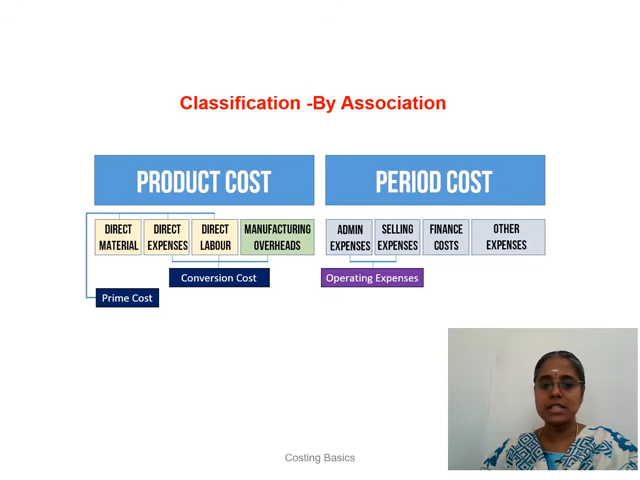 Classification -By Association
PRODUCT COST
PERIOD COST
DIRECT
MATERIAL
DIRECT
EXPENSES
DIRECT
LABOUR
MANUFACTURING
OVERHEADS
ADMIN
EXPENSES
SELLING
EXPENSES
FINANCE
COSTS
OTHER
EXPENSES
Conversion Cost
Operating Expenses
Prime Cost
Costing Basics